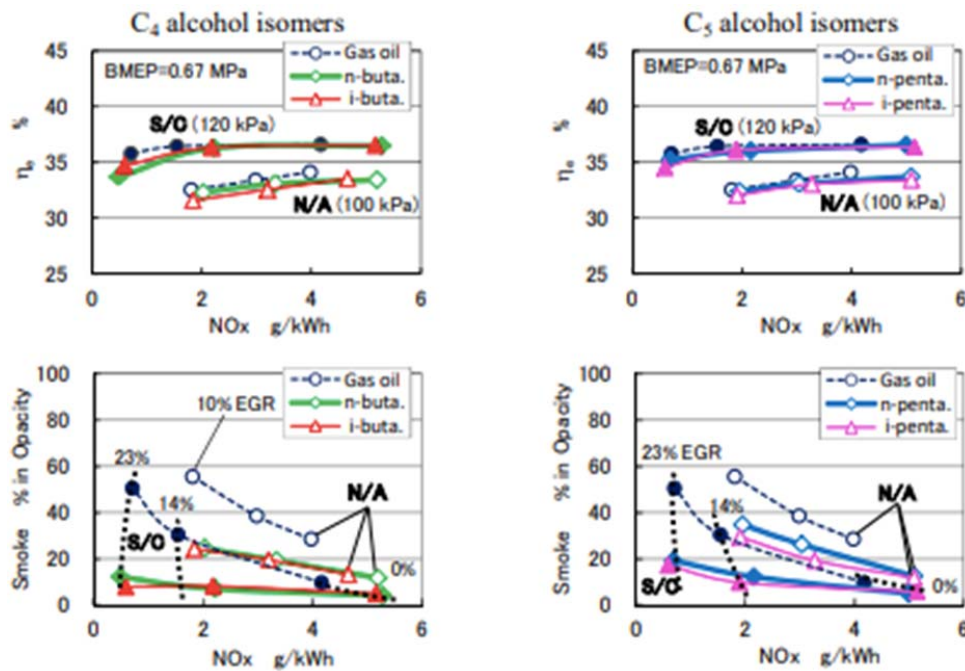 C₄ alcohol isomers
45
40
35
30
25
ηe %
BMEP=0.67 MPa
Gas oil
n-buta.
i-buta.
S/C (120 kPa)
N/A (100 kPa)
0 2 4 6
NOx g/kWh
C₅ alcohol isomers
45
40
35
30
25
ηe %
BMEP=0.67 MPa
Gas oil
n-penta.
i-penta.
S/C (120 kPa)
N/A (100 kPa)
0 2 4 6
NOx g/kWh
100
80
60
40
20
0
Smoke % in Opacity
Gas oil
n-buta.
i-buta.
10% EGR
23%
14%
N/A
S/C
0%
0 2 4 6
NOx g/kWh
100
80
60
40
20
0
Smoke % in Opacity
Gas oil
n-penta.
i-penta.
23% EGR
14%
N/A
S/C
0%
0 2 4 6
NOx g/kWh